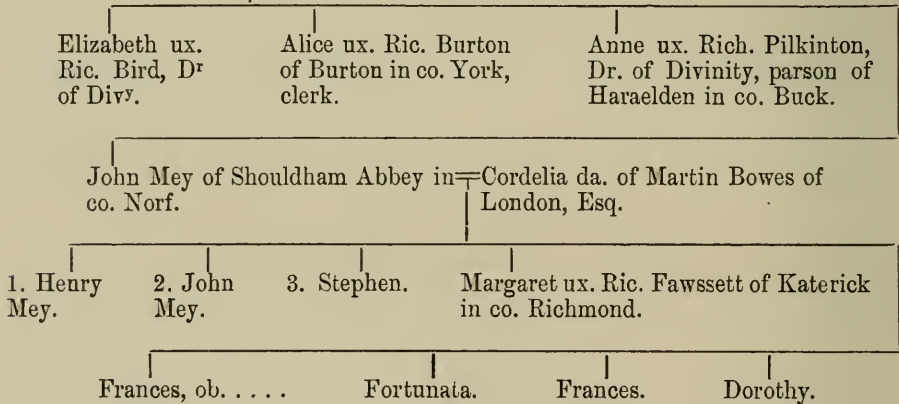 Elizabeth ux.
Ric. Bird, Dr
of Divy.
Alice ux. Ric. Burton
of Burton in co. York,
clerk.
Anne ux. Rich. Pilkinton,
Dr. of Divinity, parson of
Haraelden in co. Buck.
John Mey of Shouldham Abbey in
co. Norf.
Cordelia da. of Martin Bowes of
London, Esq.
1. Henry
Mey.
2. John
Mey.
3. Stephen.
Margaret ux. Ric. Fawssett of Katerick
in co. Richmond.
Frances, ob. . . . .
Fortunata.
Frances.
Dorothy.